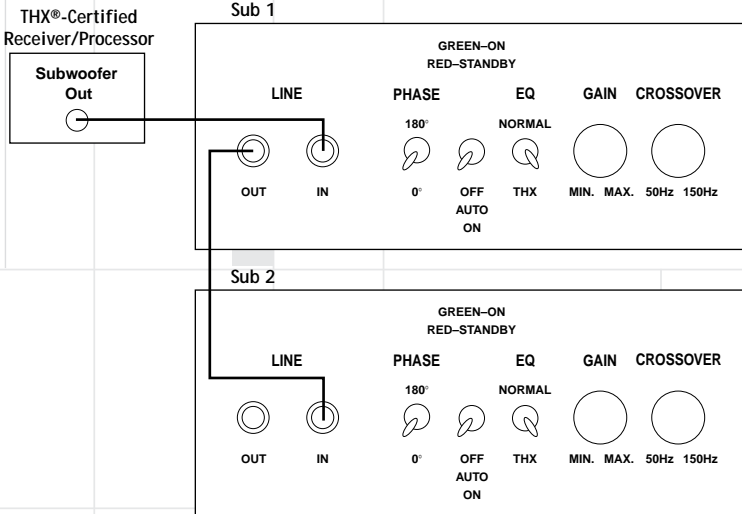 THX®-Certified
Receiver/Processor
Subwoofer
Out
Sub 1
GREEN–ON
RED–STANDBY
LINE PHASE EQ GAIN CROSSOVER
180° NORMAL
OUT IN 0° OFF THX MIN. MAX. 50Hz 150Hz
AUTO
ON
Sub 2
GREEN–ON
RED–STANDBY
LINE PHASE EQ GAIN CROSSOVER
180° NORMAL
OUT IN 0° OFF THX MIN. MAX. 50Hz 150Hz
AUTO
ON